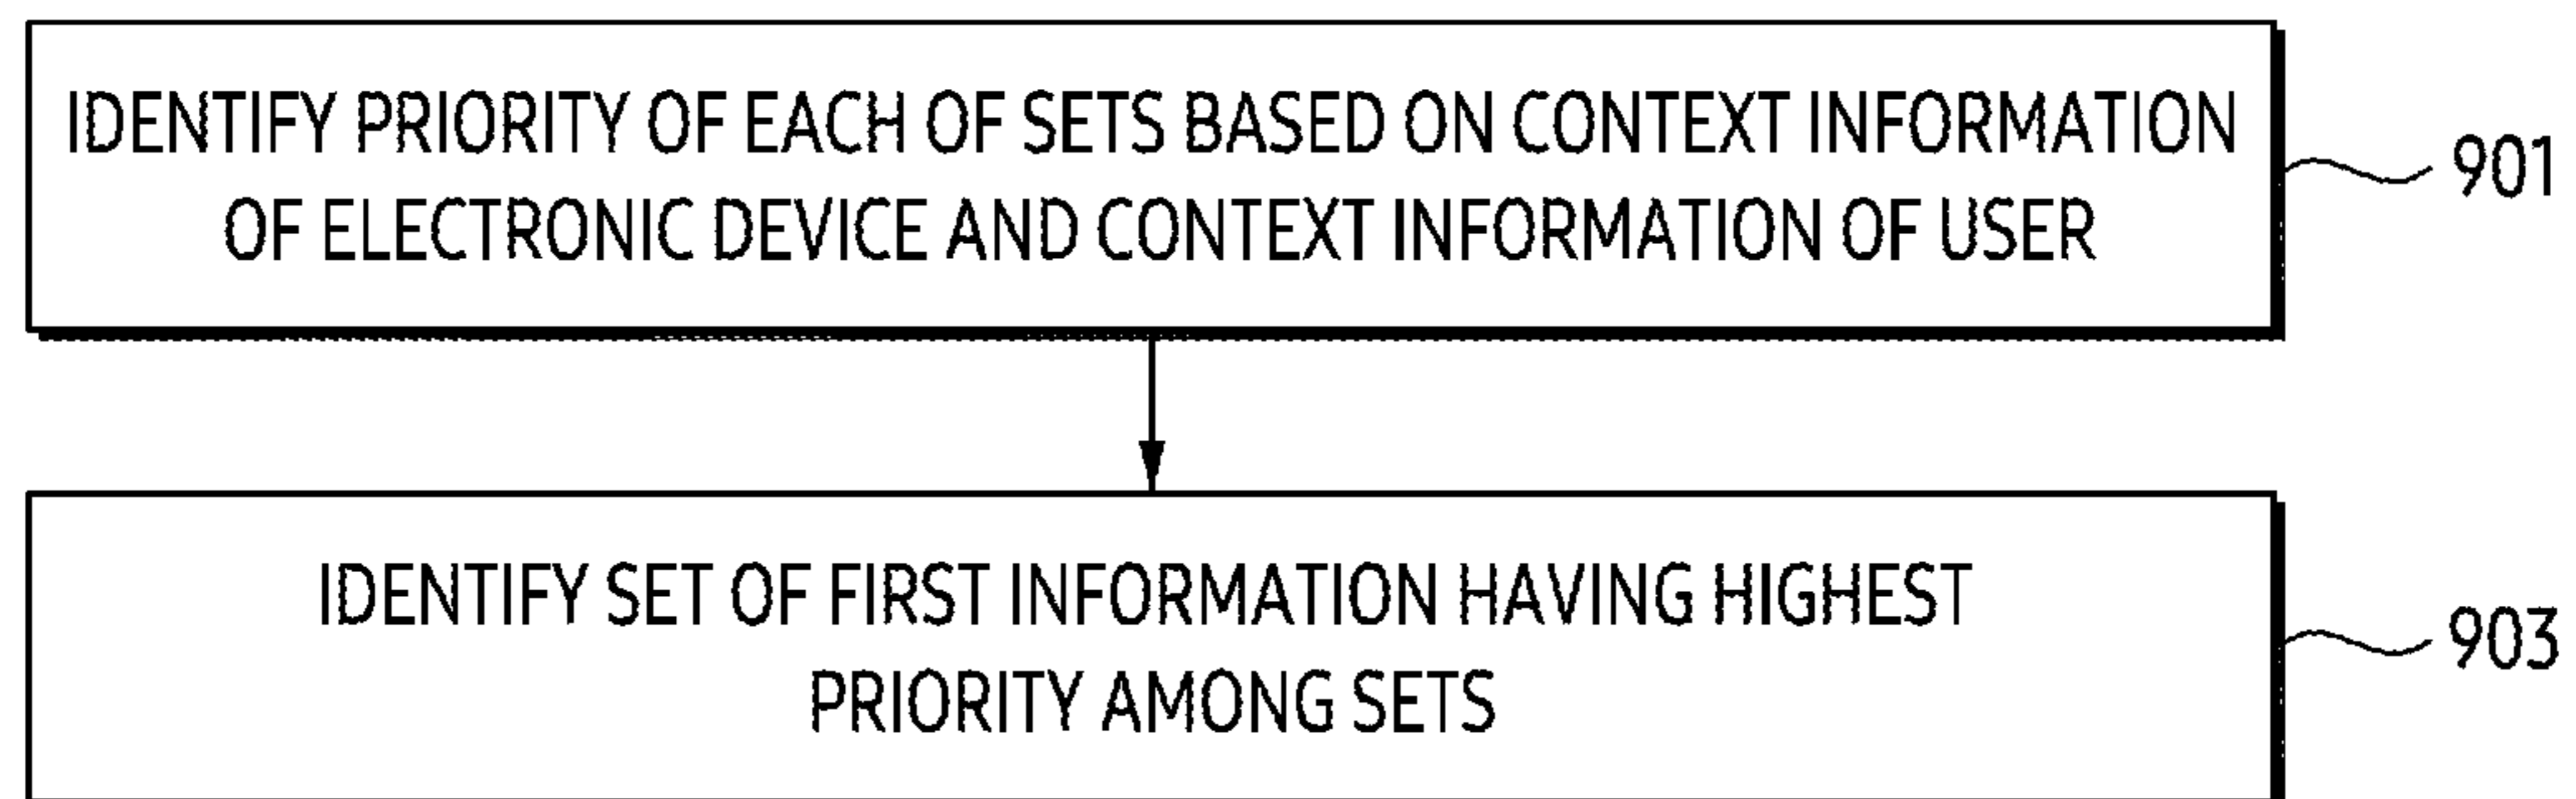 IDENTIFY PRIORITY OF EACH OF SETS BASED ON CONTEXT INFORMATION
OF ELECTRONIC DEVICE AND CONTEXT INFORMATION OF USER
901
IDENTIFY SET OF FIRST INFORMATION HAVING HIGHEST
PRIORITY AMONG SETS
903